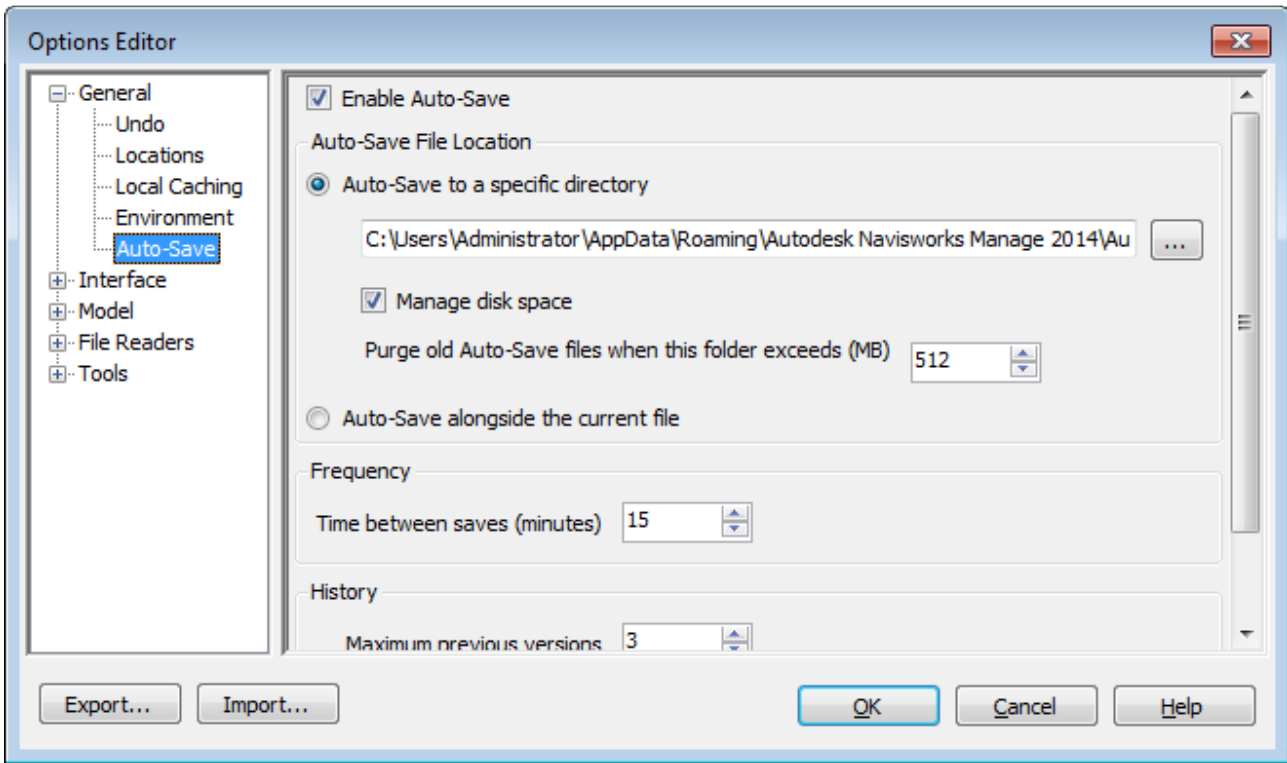 Options Editor
General
Undo
Locations
Local Caching
Environment
Auto-Save
Interface
Model
File Readers
Tools
Enable Auto-Save
Auto-Save File Location
Auto-Save to a specific directory
C:\Users\Administrator\AppData\Roaming\Autodesk Navisworks Manage 2014\Au
...
Manage disk space
Purge old Auto-Save files when this folder exceeds (MB) 512
Auto-Save alongside the current file
Frequency
Time between saves (minutes) 15
History
Maximum previous versions 3
Export... Import... OK Cancel Help